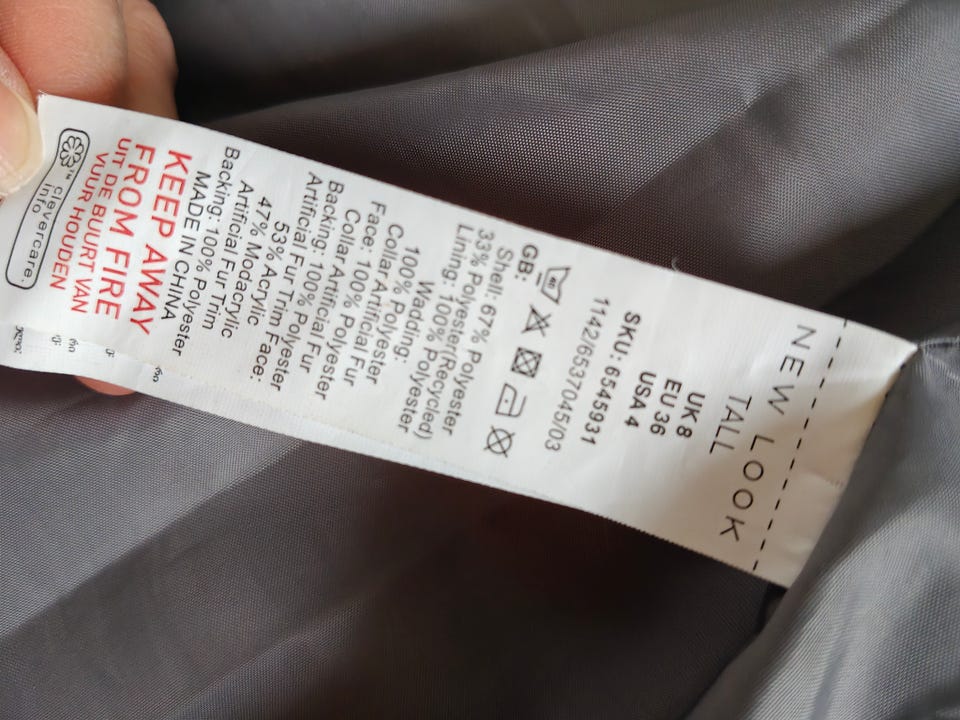 NEW LOOK
TALL
UK 8
EU 36
USA 4
SKU: 6545931
1142/6637045/03
GB:
Shell: 67% Polyester
33% Polyester(Recycled)
Lining: 100% Polyester
Wadding:
100% Polyester
Collar Artificial Fur
Face: 100% Polyester
Collar Artificial Fur
Backing: 100% Polyester
Artificial Fur Trim Face:
53% Acrylic
47% Modacrylic
Artificial Fur Trim
Backing: 100% Polyester
MADE IN CHINA
KEEP AWAY
FROM FIRE
UIT DE BUURT VAN
VUUR HOUDEN
clevercare.
info